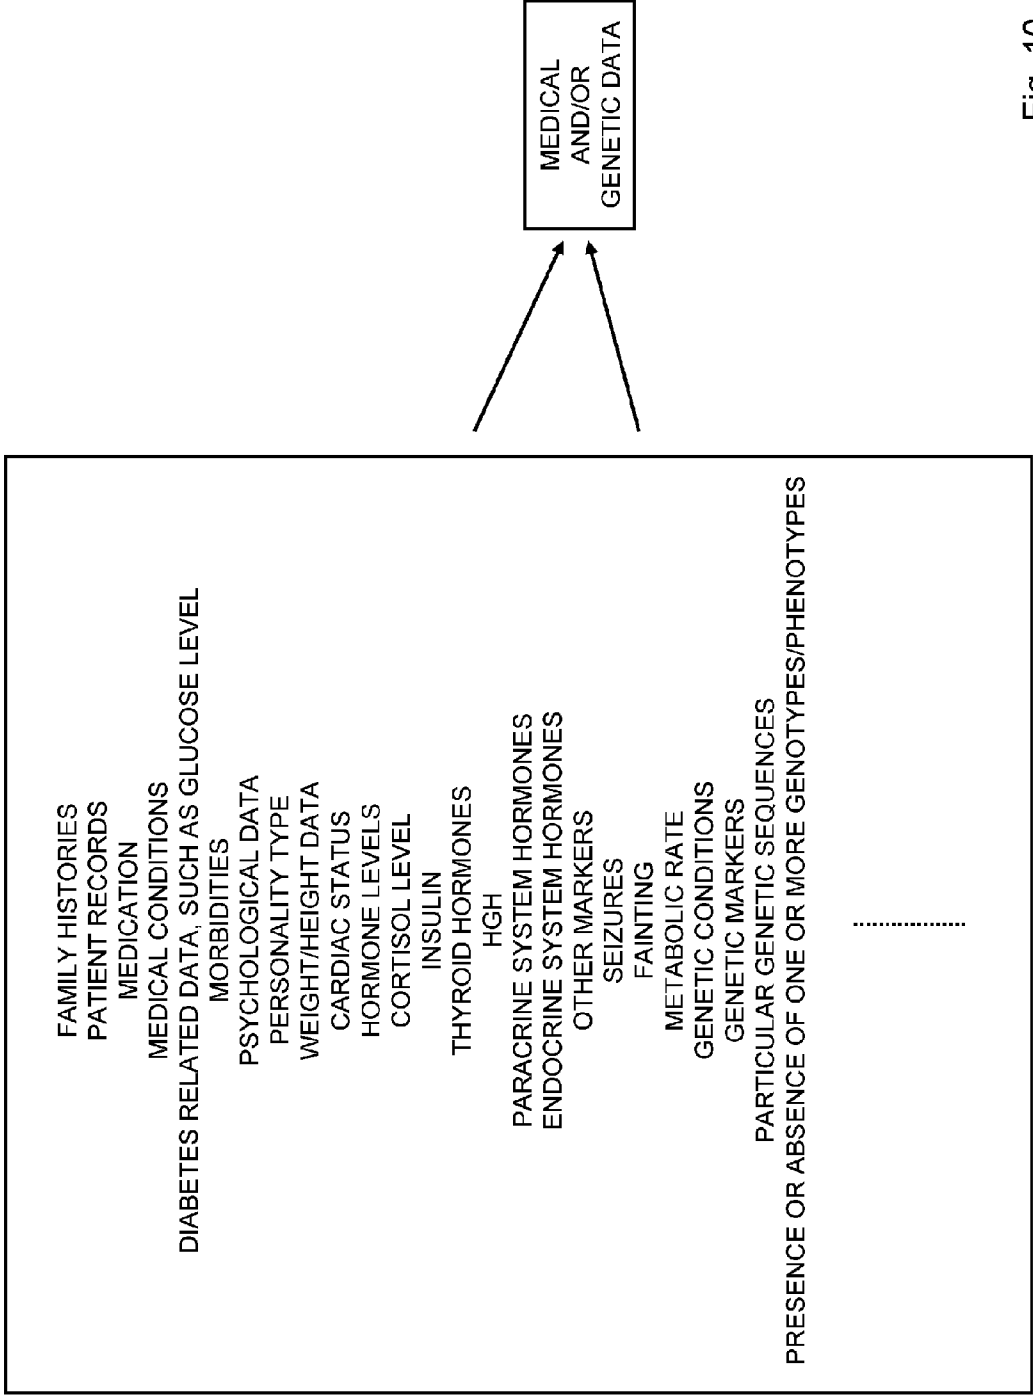 FAMILY HISTORIES
PATIENT RECORDS
MEDICATION
MEDICAL CONDITIONS
DIABETES RELATED DATA, SUCH AS GLUCOSE LEVEL
MORBIDITIES
PSYCHOLOGICAL DATA
PERSONALITY TYPE
WEIGHT/HEIGHT DATA
CARDIAC STATUS
HORMONE LEVELS
CORTISOL LEVEL
INSULIN
THYROID HORMONES
HGH
PARACRINE SYSTEM HORMONES
ENDOCRINE SYSTEM HORMONES
OTHER MARKERS
SEIZURES
FAINTING
METABOLIC RATE
GENETIC CONDITIONS
GENETIC MARKERS
PARTICULAR GENETIC SEQUENCES
PRESENCE OR ABSENCE OF ONE OR MORE GENOTYPES/PHENOTYPES
..................
MEDICAL
AND/OR
GENETIC DATA
Fig.